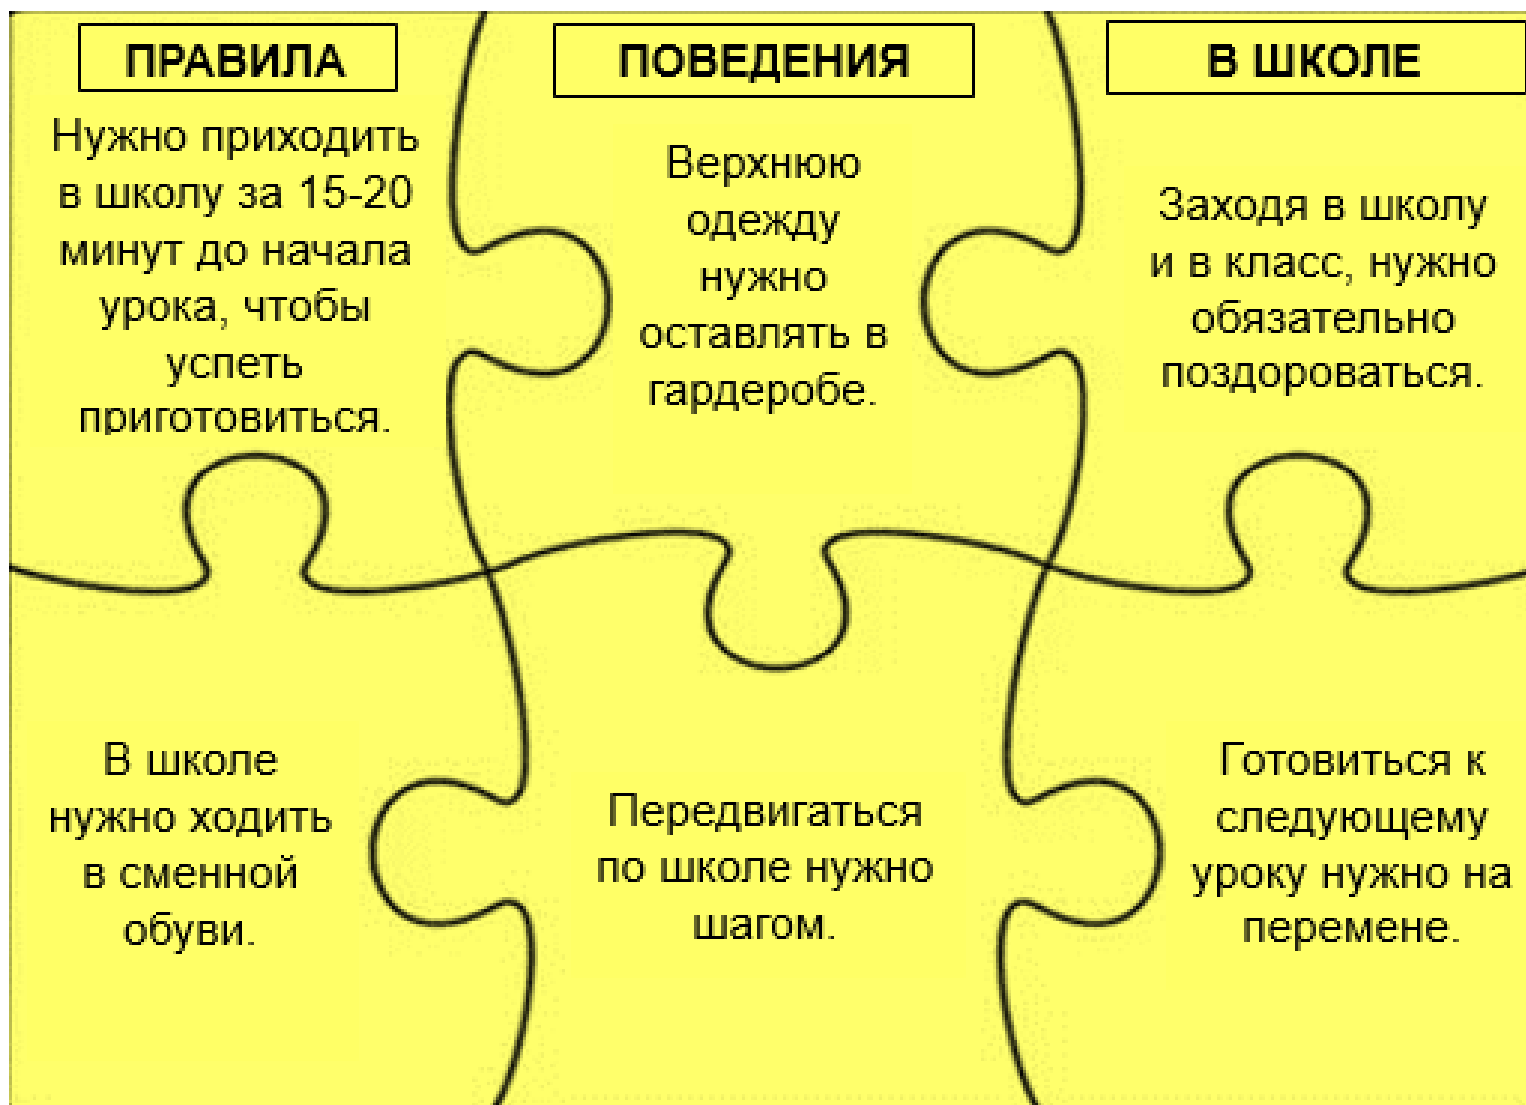 ПРАВИЛА
ПОВЕДЕНИЯ
В ШКОЛЕ
Нужно приходить
в школу за 15-20
минут до начала
урока, чтобы
успеть
приготовиться.
Верхнюю
одежду
нужно
оставлять в
гардеробе.
Заходя в школу
и в класс, нужно
обязательно
поздороваться.
В школе
нужно ходить
в сменной
обуви.
Передвигаться
по школе нужно
шагом.
Готовиться к
следующему
уроку нужно на
перемене.